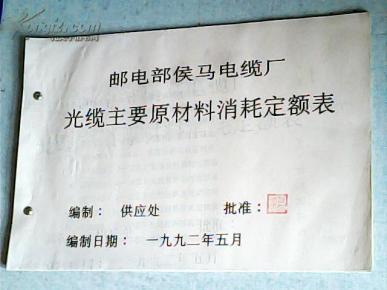 邮电部侯马电缆厂
光缆主要原材料消耗定额表
编制： 供应处 批准：
编制日期： 一九九二年五月